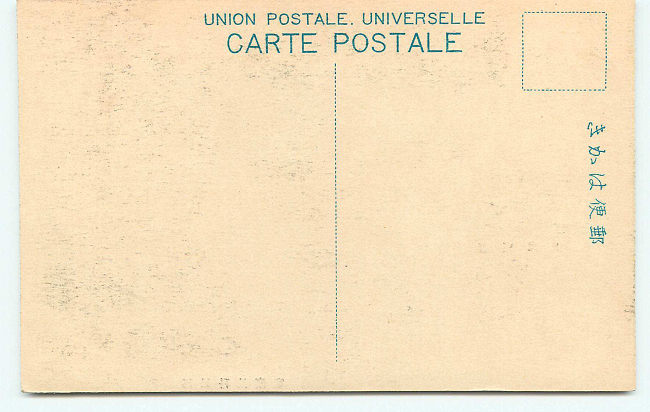 UNION POSTALE. UNIVERSELLE
CARTE POSTALE
郵便はかき